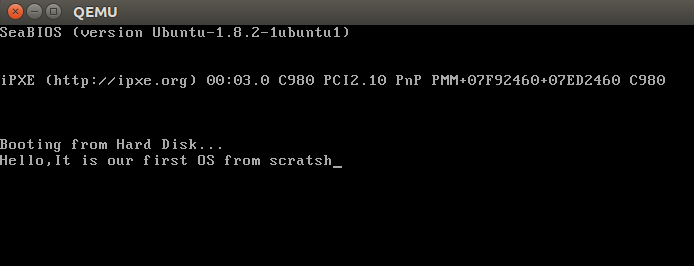 QEMU
SeaBIOS (version Ubuntu-1.8.2-1ubuntu1)
iPXE (http://ipxe.org) 00:03.0 C980 PCI2.10 PnP PMM+07F92460+07ED2460 C980
Booting from Hard Disk...
Hello,It is our first OS from scratsh_